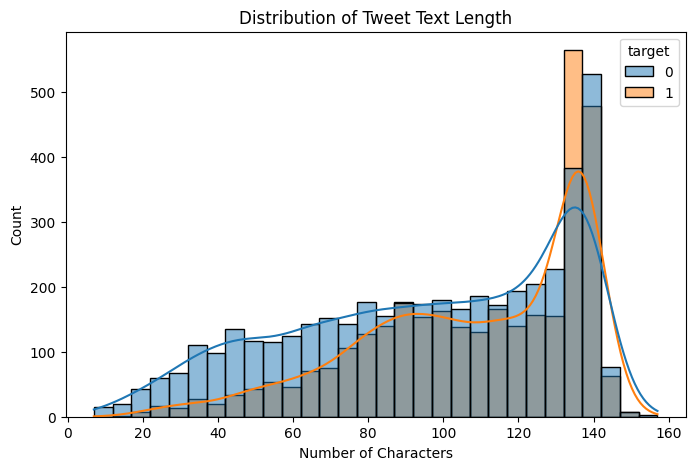 Distribution of Tweet Text Length
target
0
1
500
400
300
200
100
0
Count
0 20 40 60 80 100 120 140 160
Number of Characters